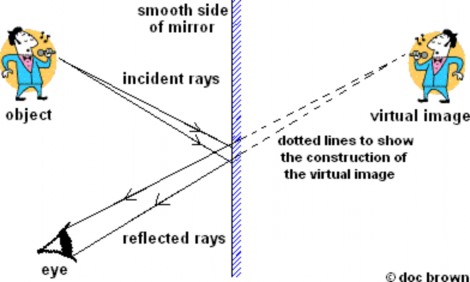 smooth side
of mirror
incident rays
object
virtual image
dotted lines to show
the construction of
the virtual image
reflected rays
eye
© doc brown